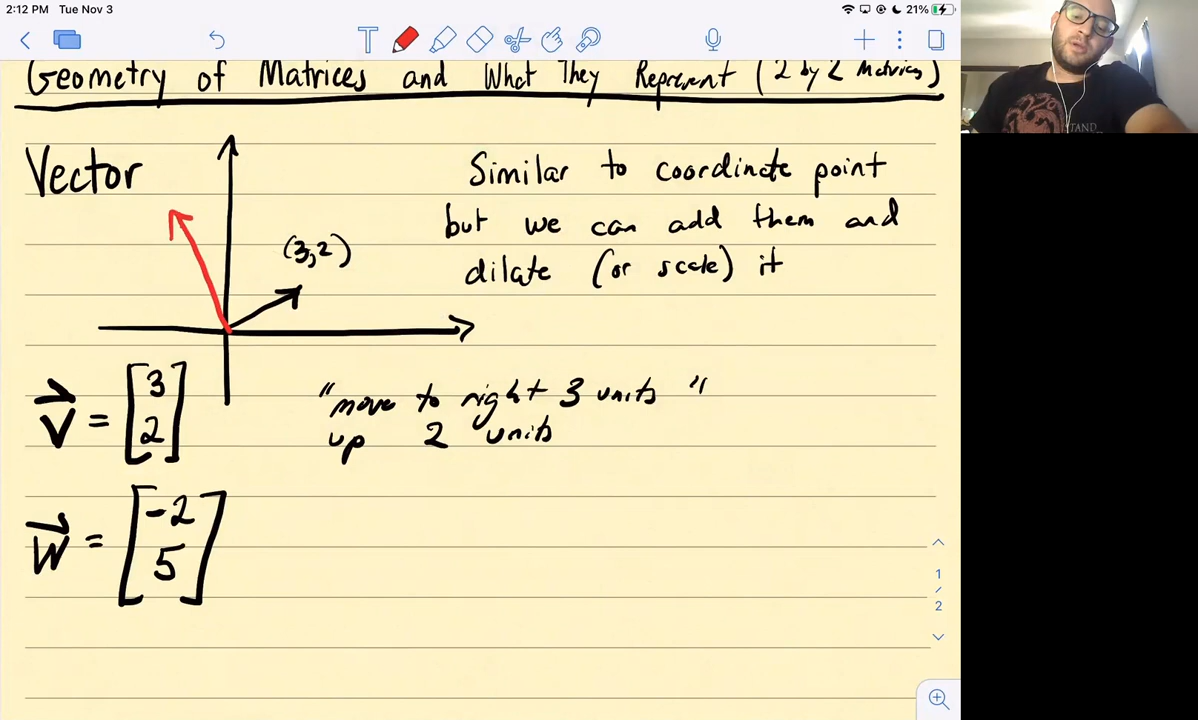 2:12 PM Tue Nov 3
21%
T
Geometry of Matrices and What They Represent (2 by 2 Matrices)
Vector
Similar to coordinate point
but we can add them and
dilate (or scale) it
(3,2)
V = [3 2]
"move to right 3 units"
up 2 units
W = [-2 5]
1
/
2
STAND